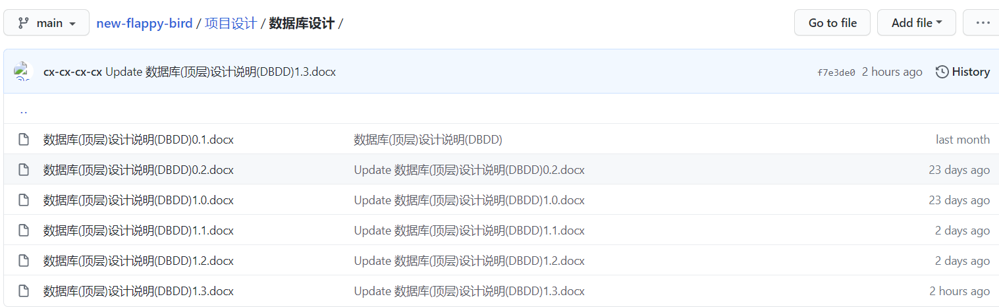 main new-flappy-bird / 项目设计 / 数据库设计 / Go to file Add file ...
cx-cx-cx-cx Update 数据库(顶层)设计说明(DBDD)1.3.docx f7e3de0 2 hours ago History
..
数据库(顶层)设计说明(DBDD)0.1.docx 数据库(顶层)设计说明(DBDD) last month
数据库(顶层)设计说明(DBDD)0.2.docx Update 数据库(顶层)设计说明(DBDD)0.2.docx 23 days ago
数据库(顶层)设计说明(DBDD)1.0.docx Update 数据库(顶层)设计说明(DBDD)1.0.docx 23 days ago
数据库(顶层)设计说明(DBDD)1.1.docx Update 数据库(顶层)设计说明(DBDD)1.1.docx 2 days ago
数据库(顶层)设计说明(DBDD)1.2.docx Update 数据库(顶层)设计说明(DBDD)1.2.docx 2 days ago
数据库(顶层)设计说明(DBDD)1.3.docx Update 数据库(顶层)设计说明(DBDD)1.3.docx 2 hours ago